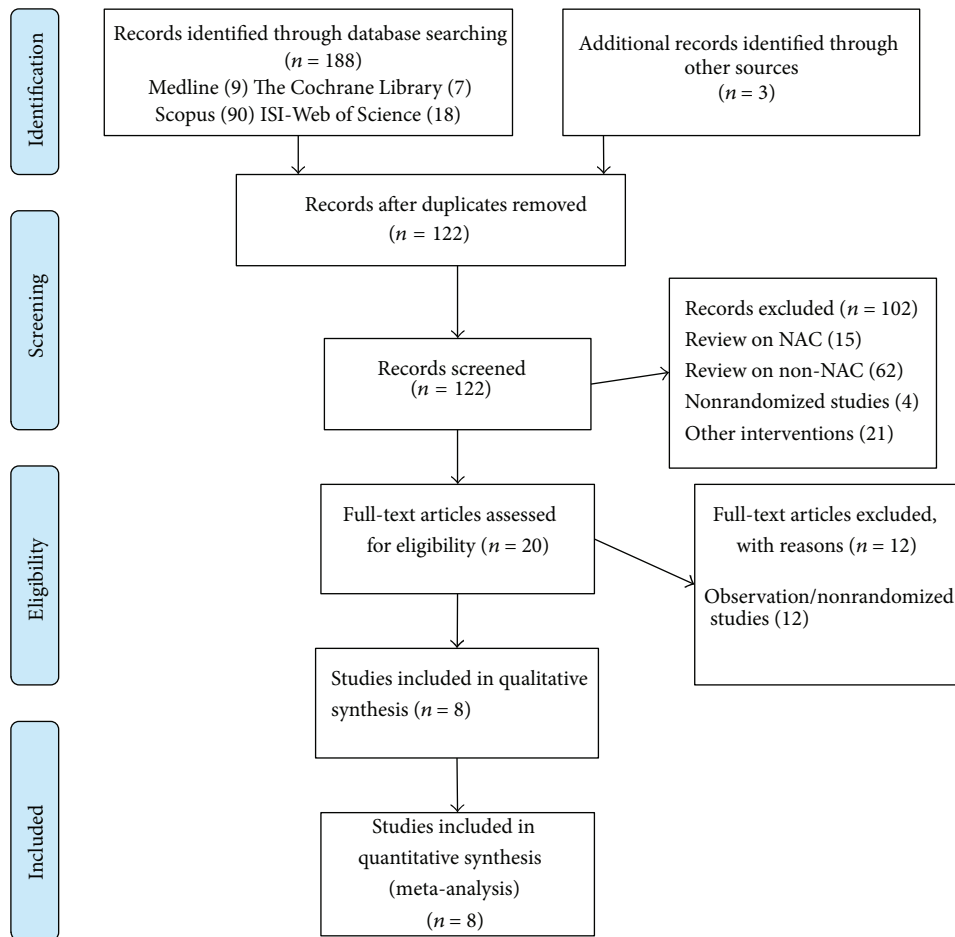 Identification
Records identified through database searching
(n = 188)
Medline (9) The Cochrane Library (7)
Scopus (90) ISI-Web of Science (18)
Additional records identified through
other sources
(n = 3)
Records after duplicates removed
(n = 122)
Screening
Records screened
(n = 122)
Records excluded (n = 102)
Review on NAC (15)
Review on non-NAC (62)
Nonrandomized studies (4)
Other interventions (21)
Eligibility
Full-text articles assessed
for eligibility (n = 20)
Full-text articles excluded,
with reasons (n = 12)
Observation/nonrandomized
studies (12)
Studies included in qualitative
synthesis (n = 8)
Included
Studies included in
quantitative synthesis
(meta-analysis)
(n = 8)